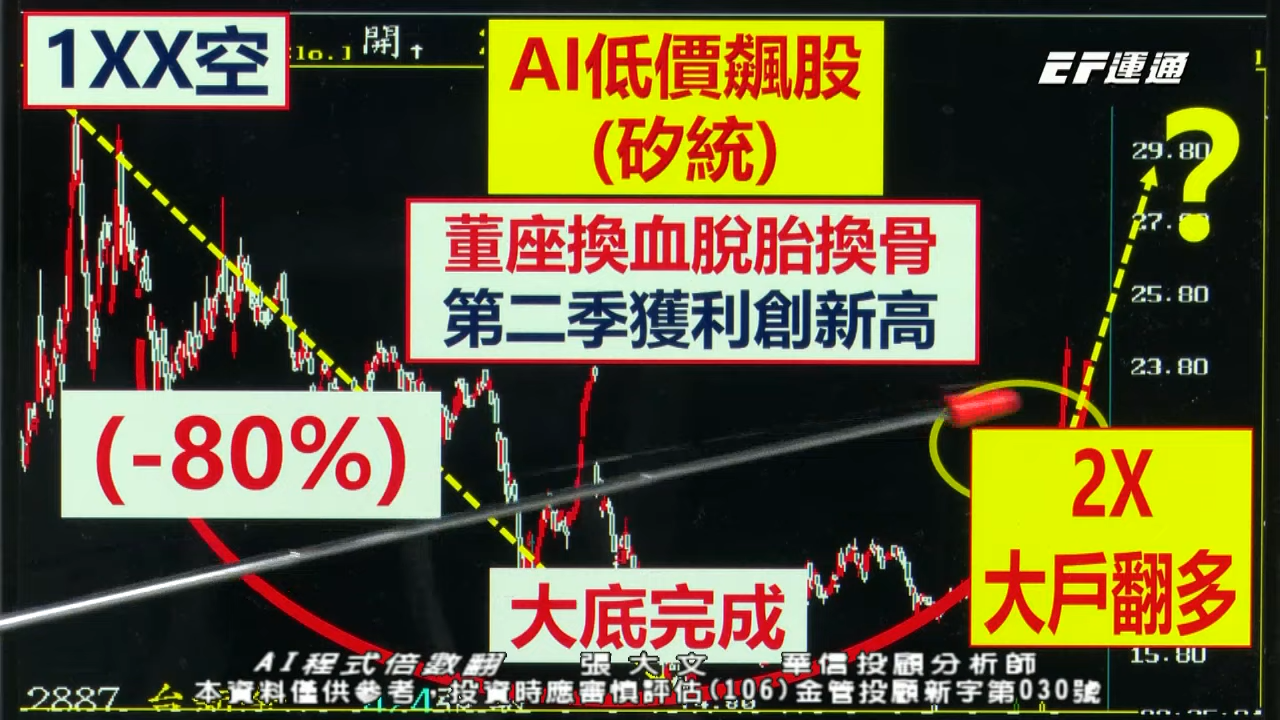 1XX空
開↑
AI低價飆股
(矽統)
EF運通
董座換血脫胎換骨
第二季獲利創新高
?
29.80
25.80
23.80
(-80%)
2X
大戶翻多
大底完成
15.80
AI程式倍數翻 張大文 華信投顧分析師
本資料僅供參考,投資時應審慎評估(106)金管投顧新字第030號
2887